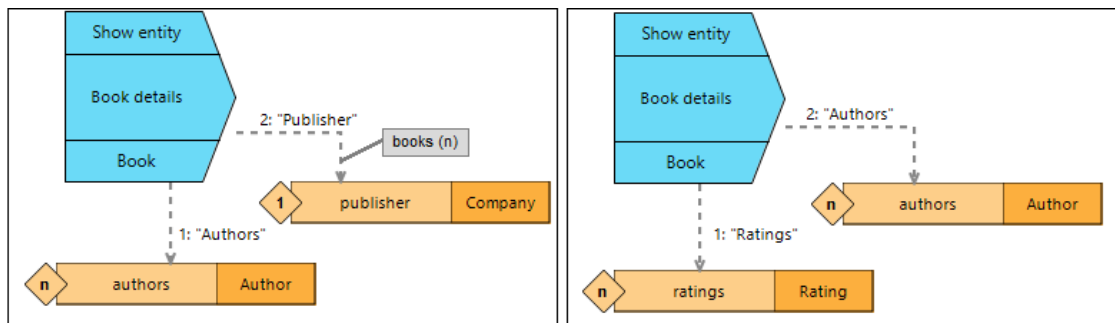 Show entity
Book details
2: "Publisher"
books (n)
Book
1 publisher Company
1: "Authors"
n authors Author
Show entity
Book details
2: "Authors"
Book
n authors Author
1: "Ratings"
n ratings Rating